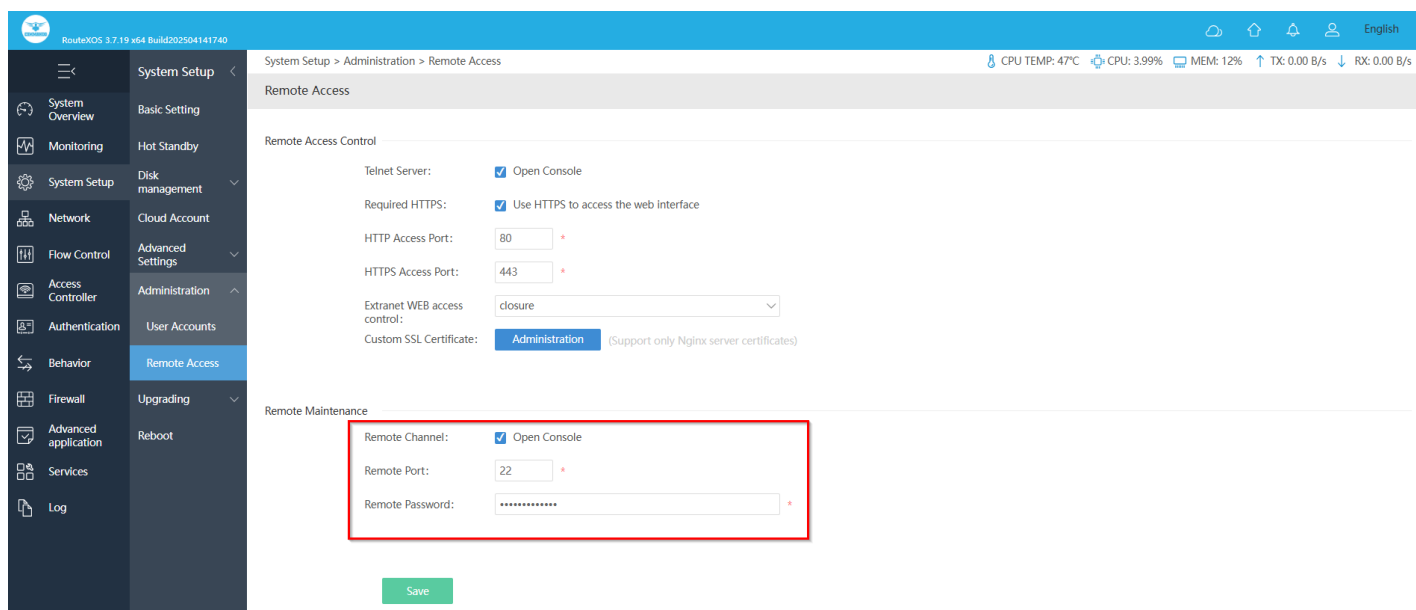 RouteXOS 3.7.19 x64 Build202504141740
English
System Setup
System Setup > Administration > Remote Access
CPU TEMP: 47℃ CPU: 3.99% MEM: 12% TX: 0.00 B/s RX: 0.00 B/s
System
Overview
Monitoring
System Setup
Network
Flow Control
Access
Controller
Authentication
Behavior
Firewall
Advanced
application
Services
Log
Basic Setting
Hot Standby
Disk
management
Cloud Account
Advanced
Settings
Administration
User Accounts
Remote Access
Upgrading
Reboot
Remote Access
Remote Access Control
Telnet Server: Open Console
Required HTTPS: Use HTTPS to access the web interface
HTTP Access Port: 80 *
HTTPS Access Port: 443 *
Extranet WEB access
control: closure
Custom SSL Certificate: Administration (Support only Nginx server certificates)
Remote Maintenance
Remote Channel: Open Console
Remote Port: 22 *
Remote Password: ••••••••••••• *
Save